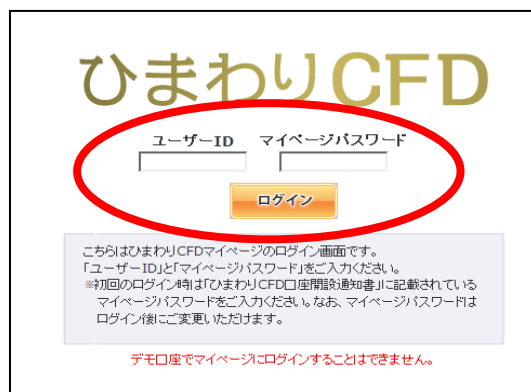 ひまわりCFD
ユーザーID マイページパスワード
ログイン
こちらはひまわりCFDマイページのログイン画面です。
「ユーザーID」と「マイページパスワード」をご入力ください。
※初回のログイン時は「ひまわりCFD口座開設通知書」に記載されている
マイページパスワードをご入力ください。なお、マイページパスワードは
ログイン後にご変更いただけます。
デモ口座でマイページにログインすることはできません。